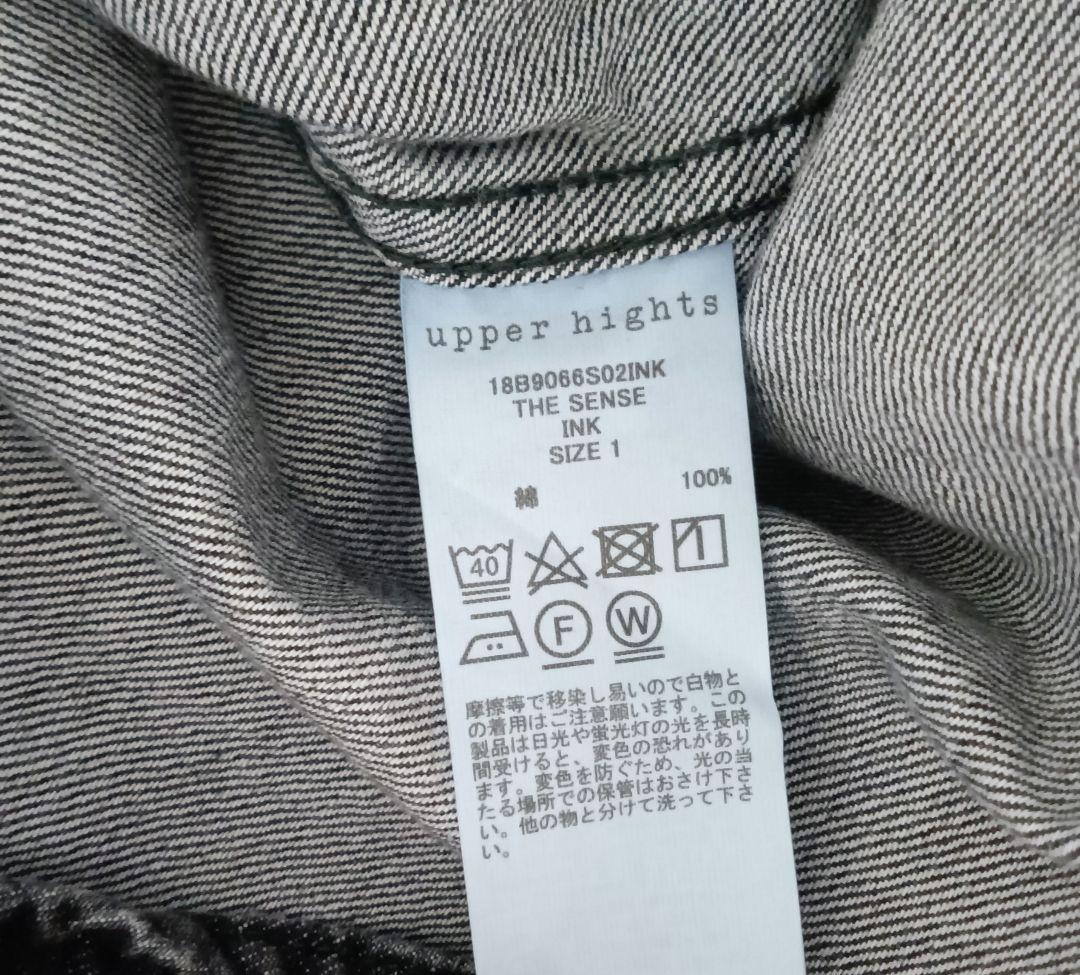 upper hights
18B9066S02INK
THE SENSE
INK
SIZE 1
綿 100%
40
F W
摩擦等で移染し易いので白物と
の着用はご注意願います。この
製品は日光や蛍光灯の光を長時
間受けると、変色の恐れがあり
ます。変色を防ぐため、光の当
たる場所での保管はおさけ下さ
い。他の物と分けて洗って下さ
い。